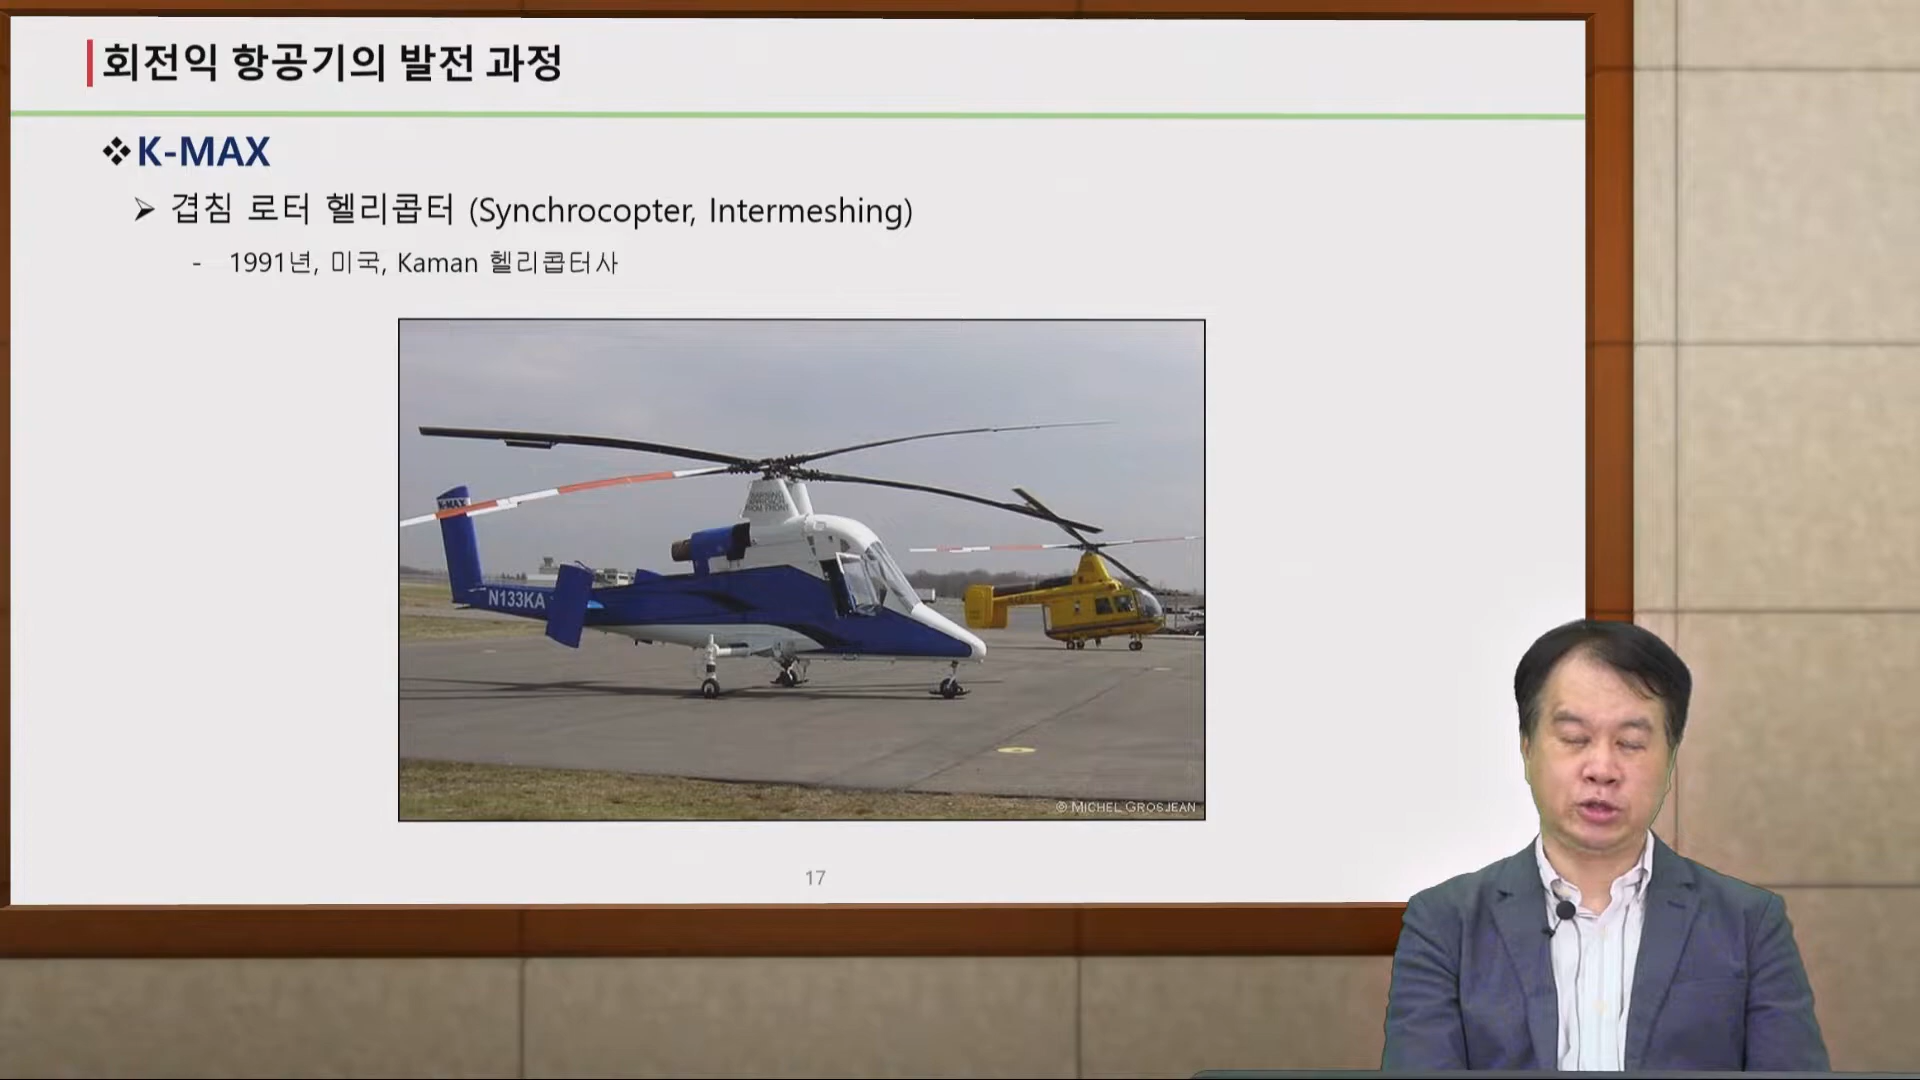 회전익 항공기의 발전 과정
❖K-MAX
➢ 겹침 로터 헬리콥터 (Synchrocopter, Intermeshing)
- 1991년, 미국, Kaman 헬리콥터사
K-MAX
N133KA
© MICHEL GROSJEAN
17